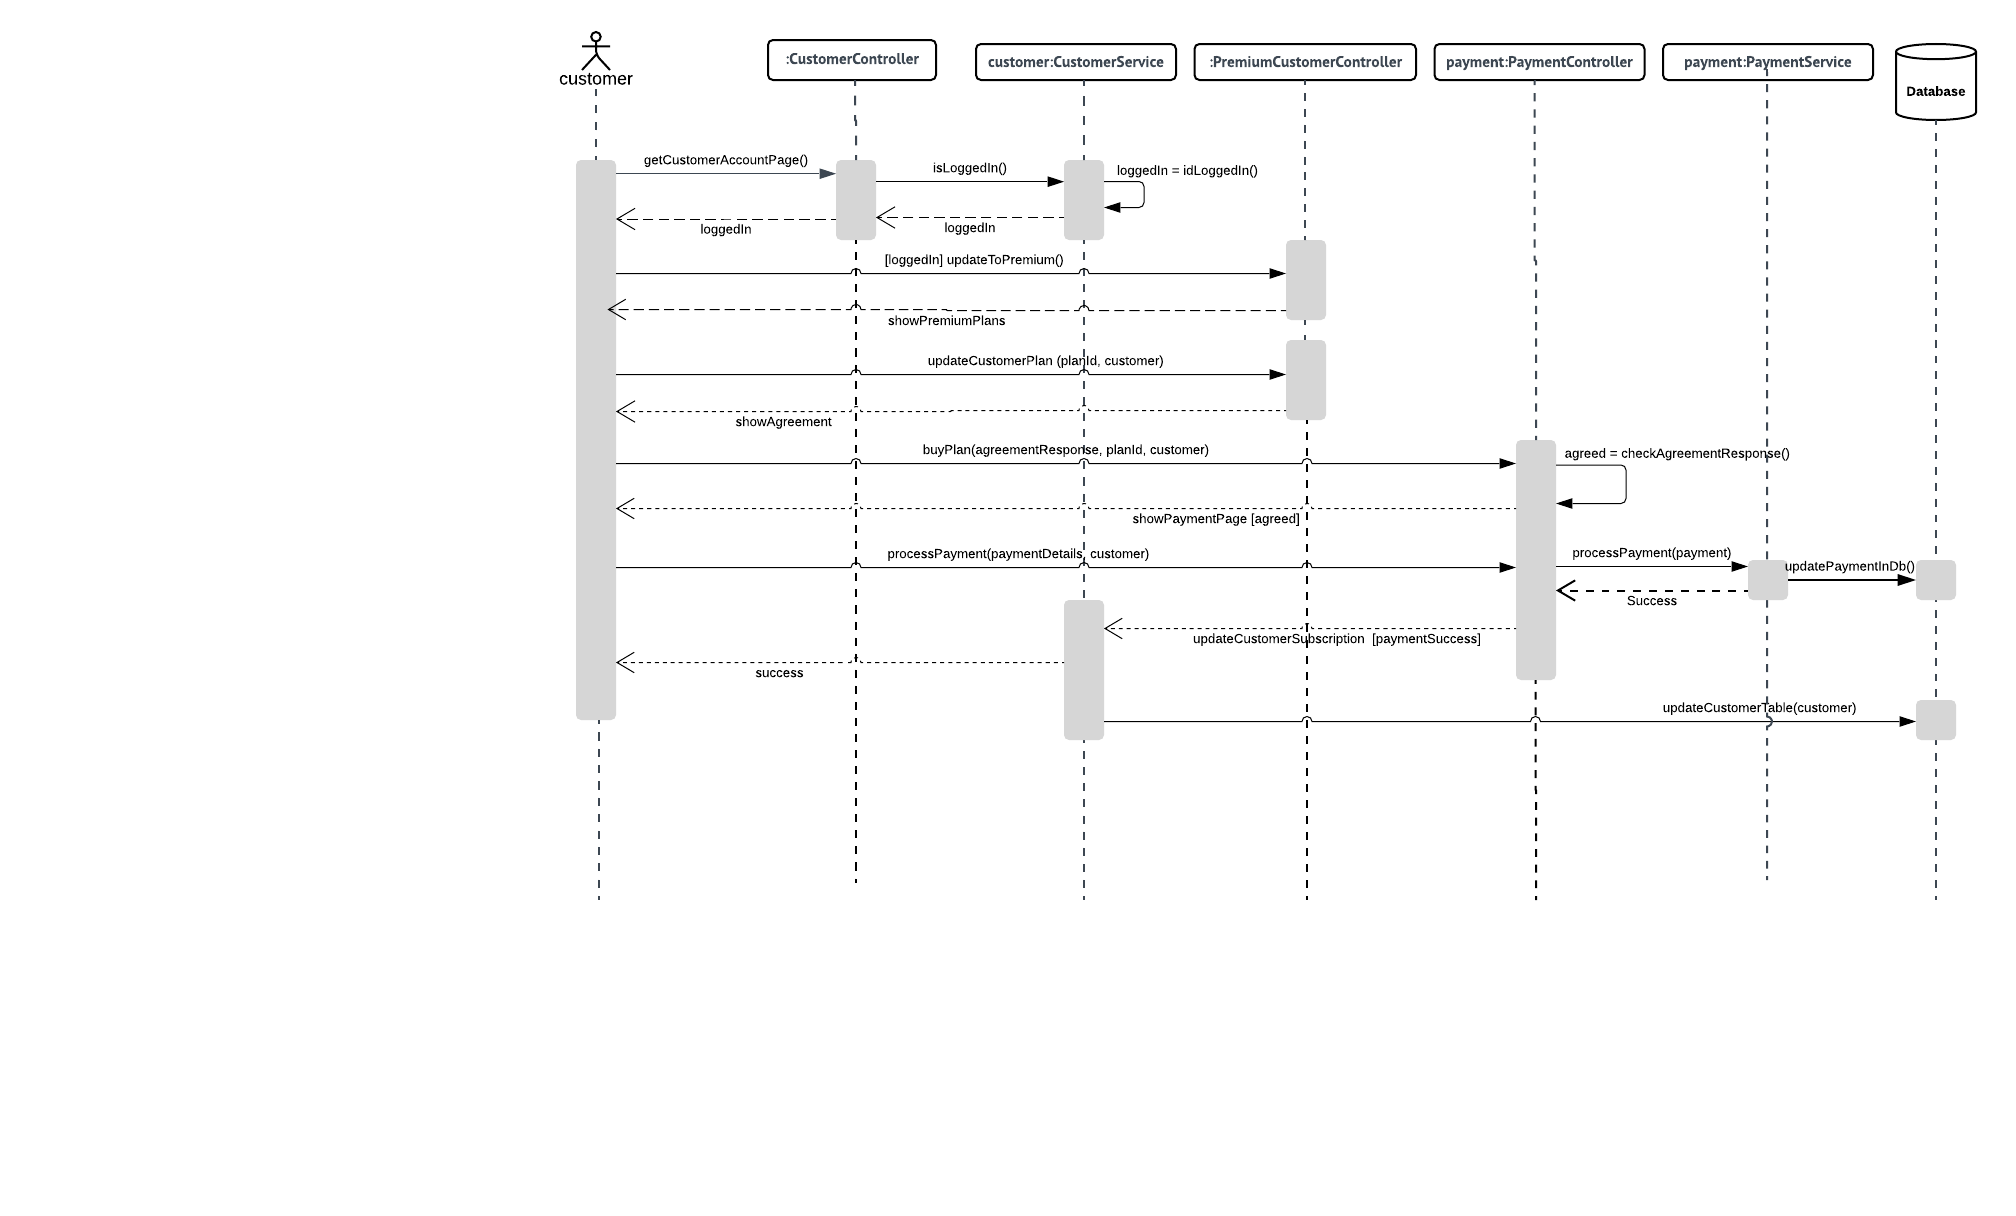 customer
:CustomerController
customer:CustomerService
:PremiumCustomerController
payment:PaymentController
payment:PaymentService
Database
getCustomerAccountPage()
isLoggedIn()
loggedIn = idLoggedIn()
loggedIn
loggedIn
[loggedIn] updateToPremium()
showPremiumPlans
updateCustomerPlan (planId, customer)
showAgreement
buyPlan(agreementResponse, planId, customer)
agreed = checkAgreementResponse()
showPaymentPage [agreed]
processPayment(paymentDetails, customer)
processPayment(payment)
updatePaymentInDb()
Success
updateCustomerSubscription [paymentSuccess]
success
updateCustomerTable(customer)